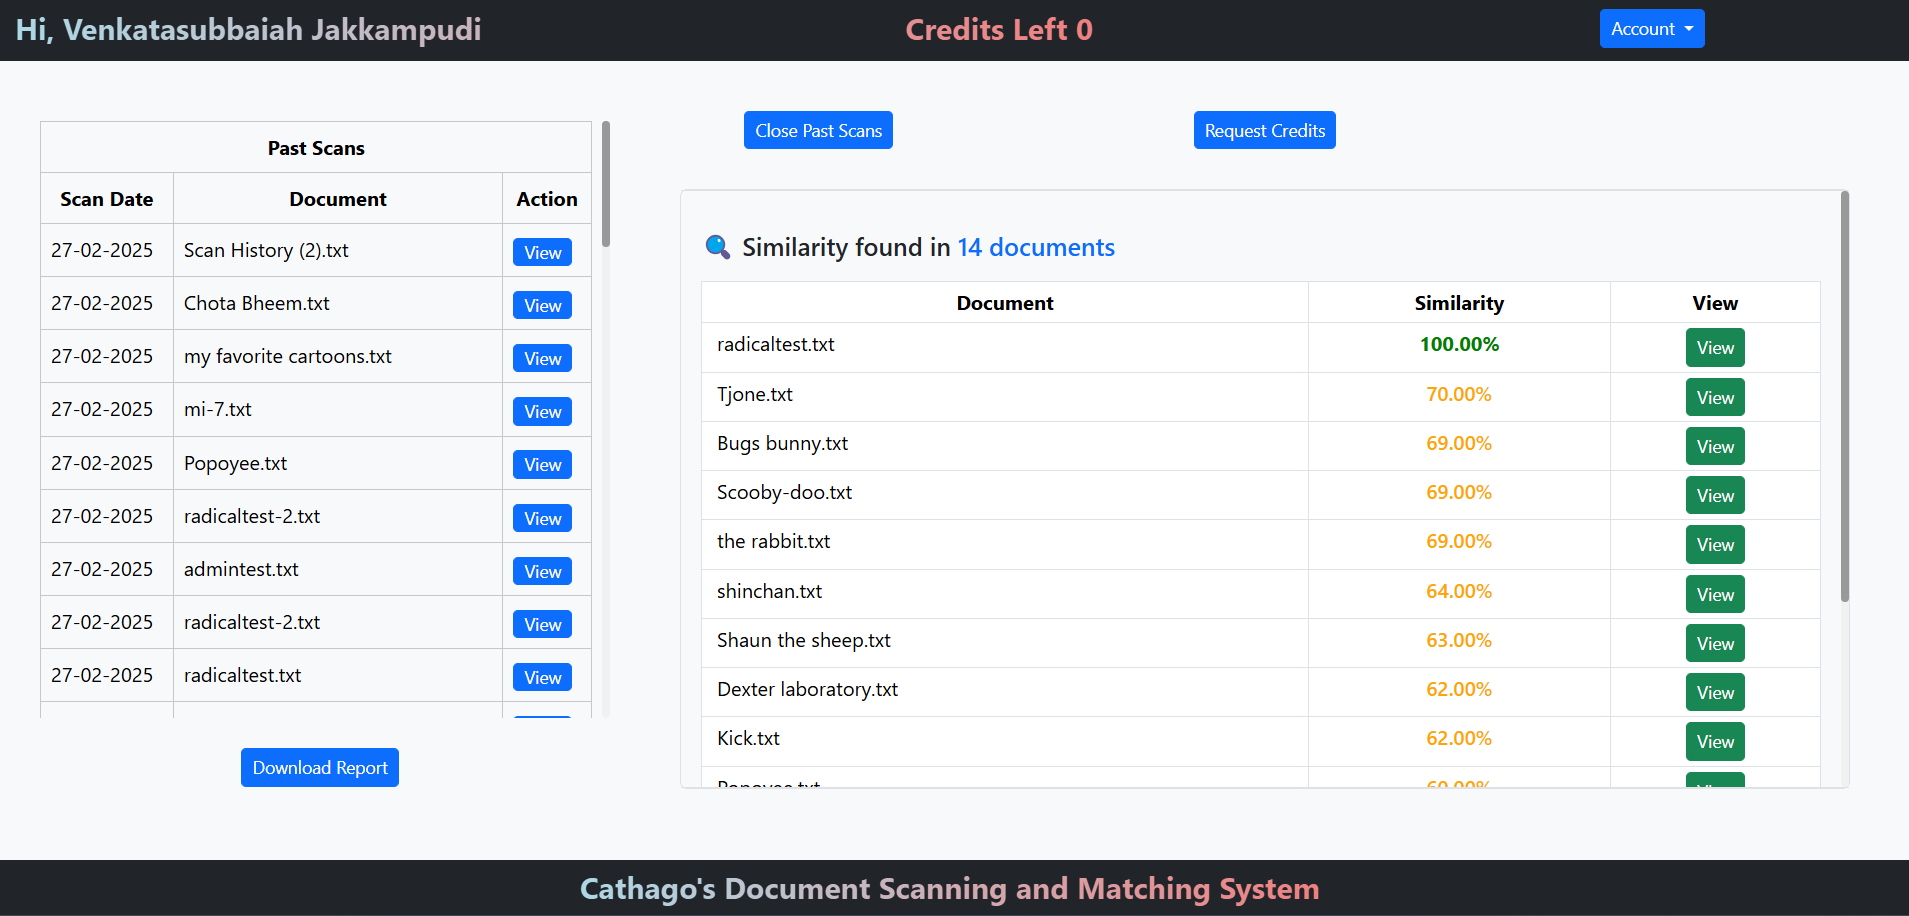 Hi, Venkatasubbaiah Jakkampudi
Credits Left 0
Account
Past Scans
Scan Date Document Action
27-02-2025 Scan History (2).txt View
27-02-2025 Chota Bheem.txt View
27-02-2025 my favorite cartoons.txt View
27-02-2025 mi-7.txt View
27-02-2025 Popoyee.txt View
27-02-2025 radicaltest-2.txt View
27-02-2025 admintest.txt View
27-02-2025 radicaltest-2.txt View
27-02-2025 radicaltest.txt View
Download Report
Close Past Scans
Request Credits
Similarity found in 14 documents
Document Similarity View
radicaltest.txt 100.00% View
Tjone.txt 70.00% View
Bugs bunny.txt 69.00% View
Scooby-doo.txt 69.00% View
the rabbit.txt 69.00% View
shinchan.txt 64.00% View
Shaun the sheep.txt 63.00% View
Dexter laboratory.txt 62.00% View
Kick.txt 62.00% View
Popoyee.txt 60.00% View
Cathago's Document Scanning and Matching System